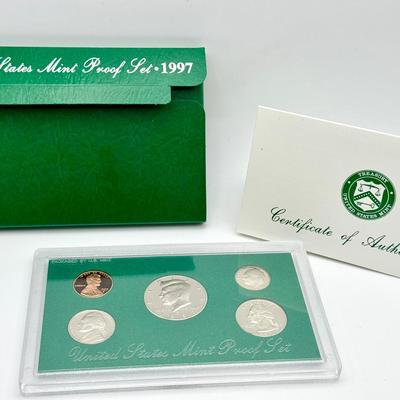 States Mint Proof Set • 1997
TREASURY
UNITED STATES MINT
Certificate of Auth
PACKAGED BY U.S. MINT
United States Mint Proof Set